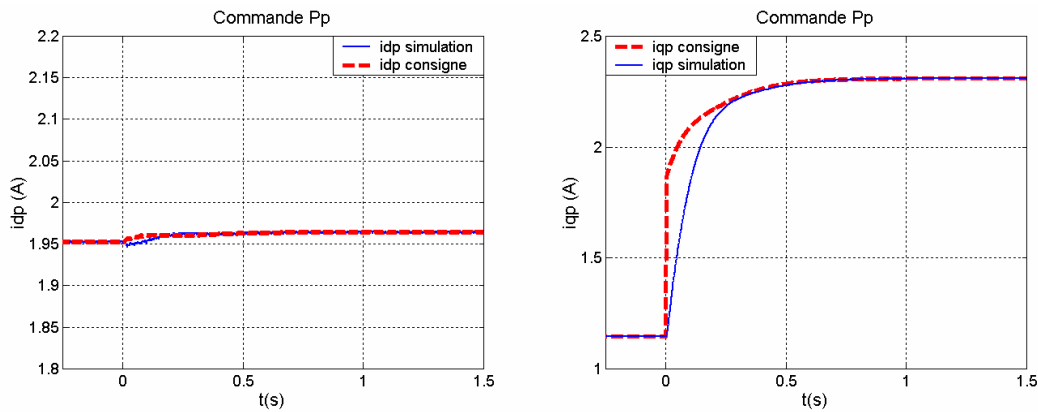 Commande Pp
2.2
2.15
2.1
2.05
2
1.95
1.9
1.85
1.8
idp (A)
idp simulation
idp consigne
0
0.5
1
1.5
t(s)
Commande Pp
2.5
2
1.5
1
iqp (A)
iqp consigne
iqp simulation
0
0.5
1
1.5
t(s)